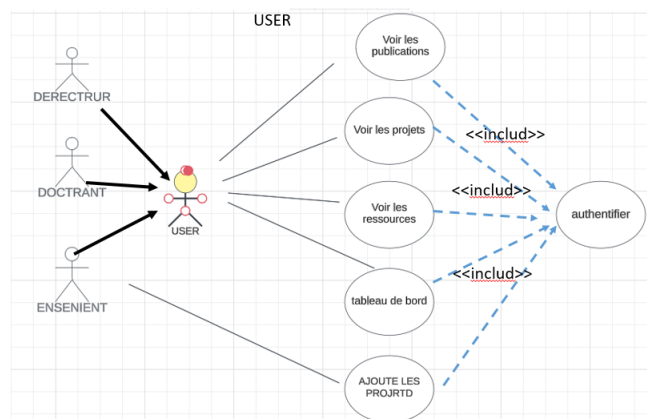 USER
Voir les
publications
DERECTRUR
Voir les projets
<<includ>>
DOCTRANT
<<includ>>
Voir les
ressources
authentifier
USER
<<includ>>
ENSENIENT
tableau de bord
AJOUTE LES
PROJRTD